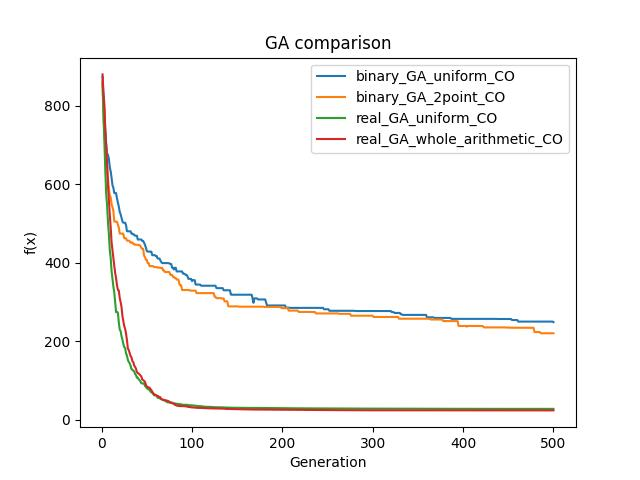 GA comparison
binary_GA_uniform_CO
binary_GA_2point_CO
real_GA_uniform_CO
real_GA_whole_arithmetic_CO
f(x)
800
600
400
200
0
0 100 200 300 400 500
Generation